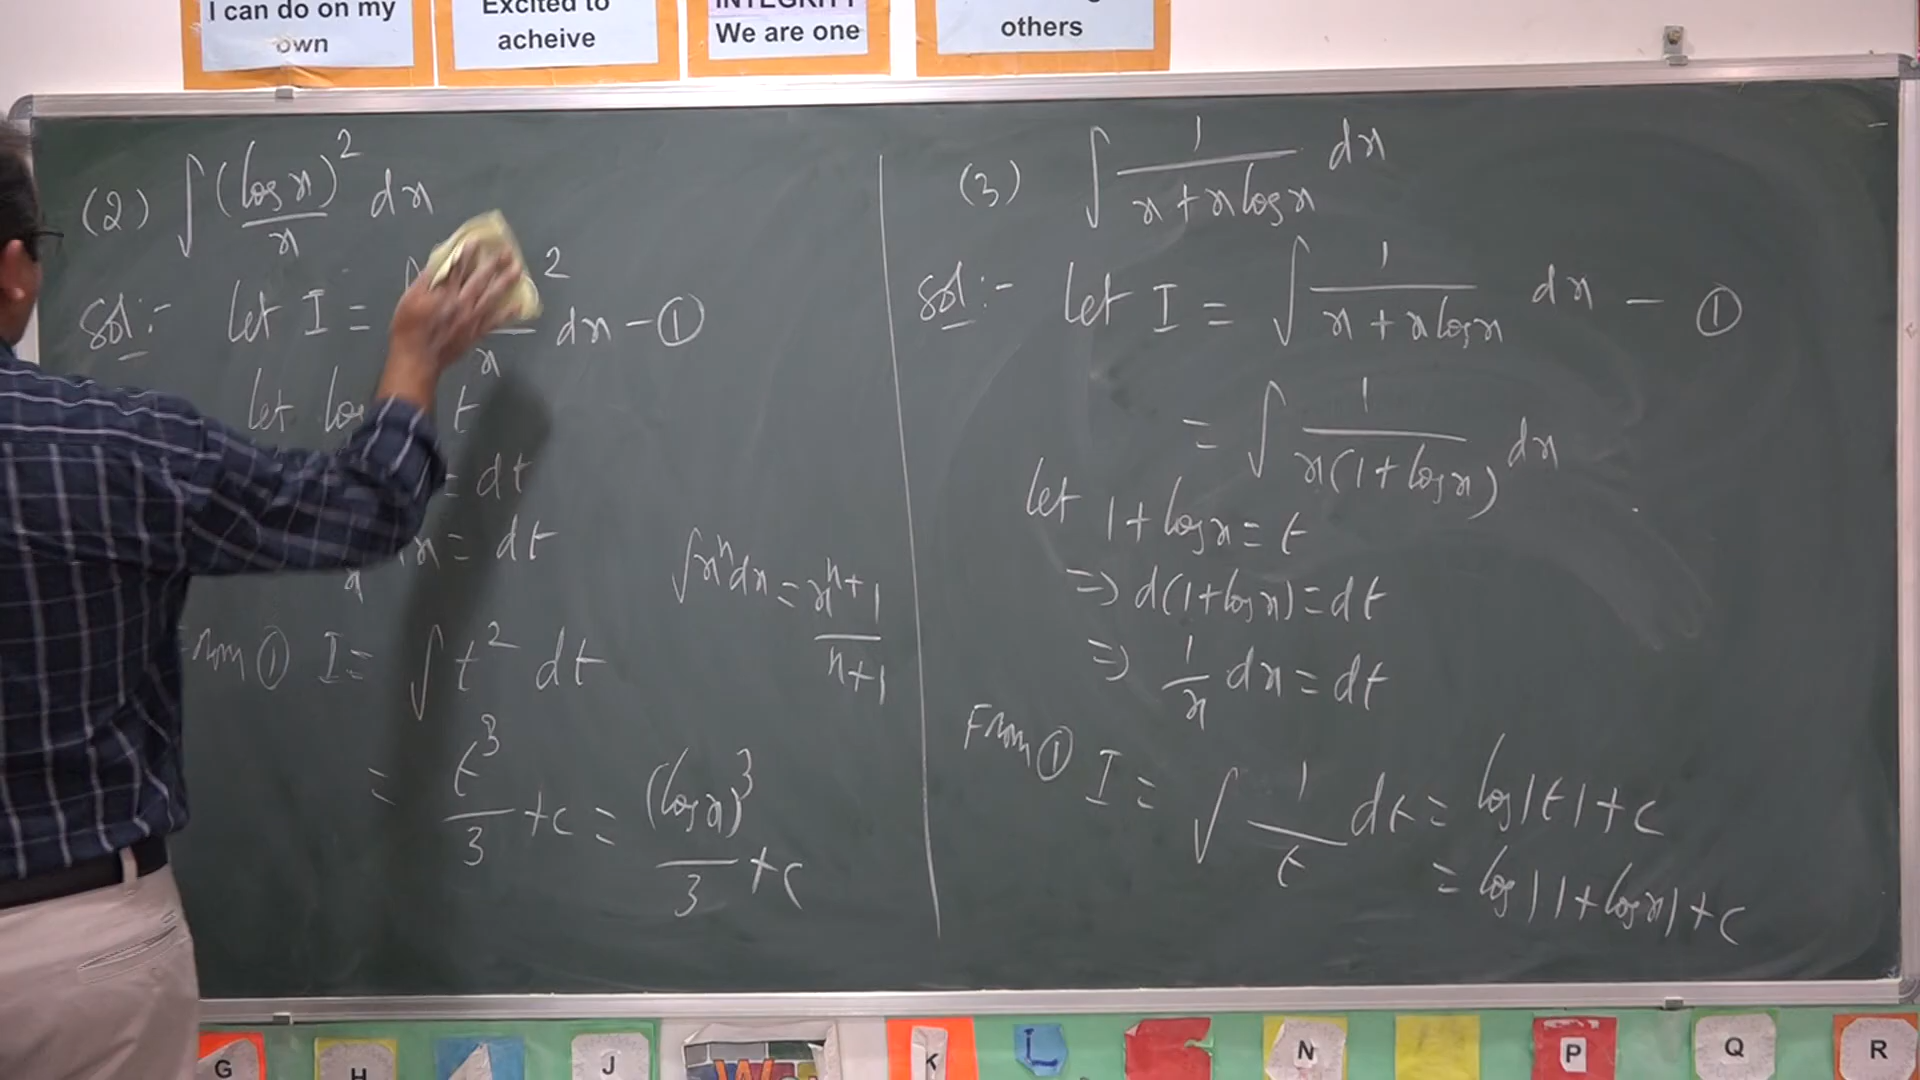 I can do on my
own
Excited to
acheive
INTEGRITY
We are one
others
(2) ∫ (log x)² / x dx
Sol:- let I = ² / x dx - ①
let log t
= dt
x = dt
From ① I = ∫ t² dt
= t³/3 + c = (log x)³/3 + c
∫xⁿdx = xⁿ⁺¹/n+1
(3) ∫ 1/(x + x log x) dx
Sol:- let I = ∫ 1/(x + x log x) dx - ①
= ∫ 1/(x(1 + log x)) dx
let 1 + log x = t
=> d(1 + log x) = dt
=> 1/x dx = dt
From ① I = ∫ 1/t dt = log|t| + c
= log|1 + log x| + c
G
H
J
K
L
N
P
Q
R